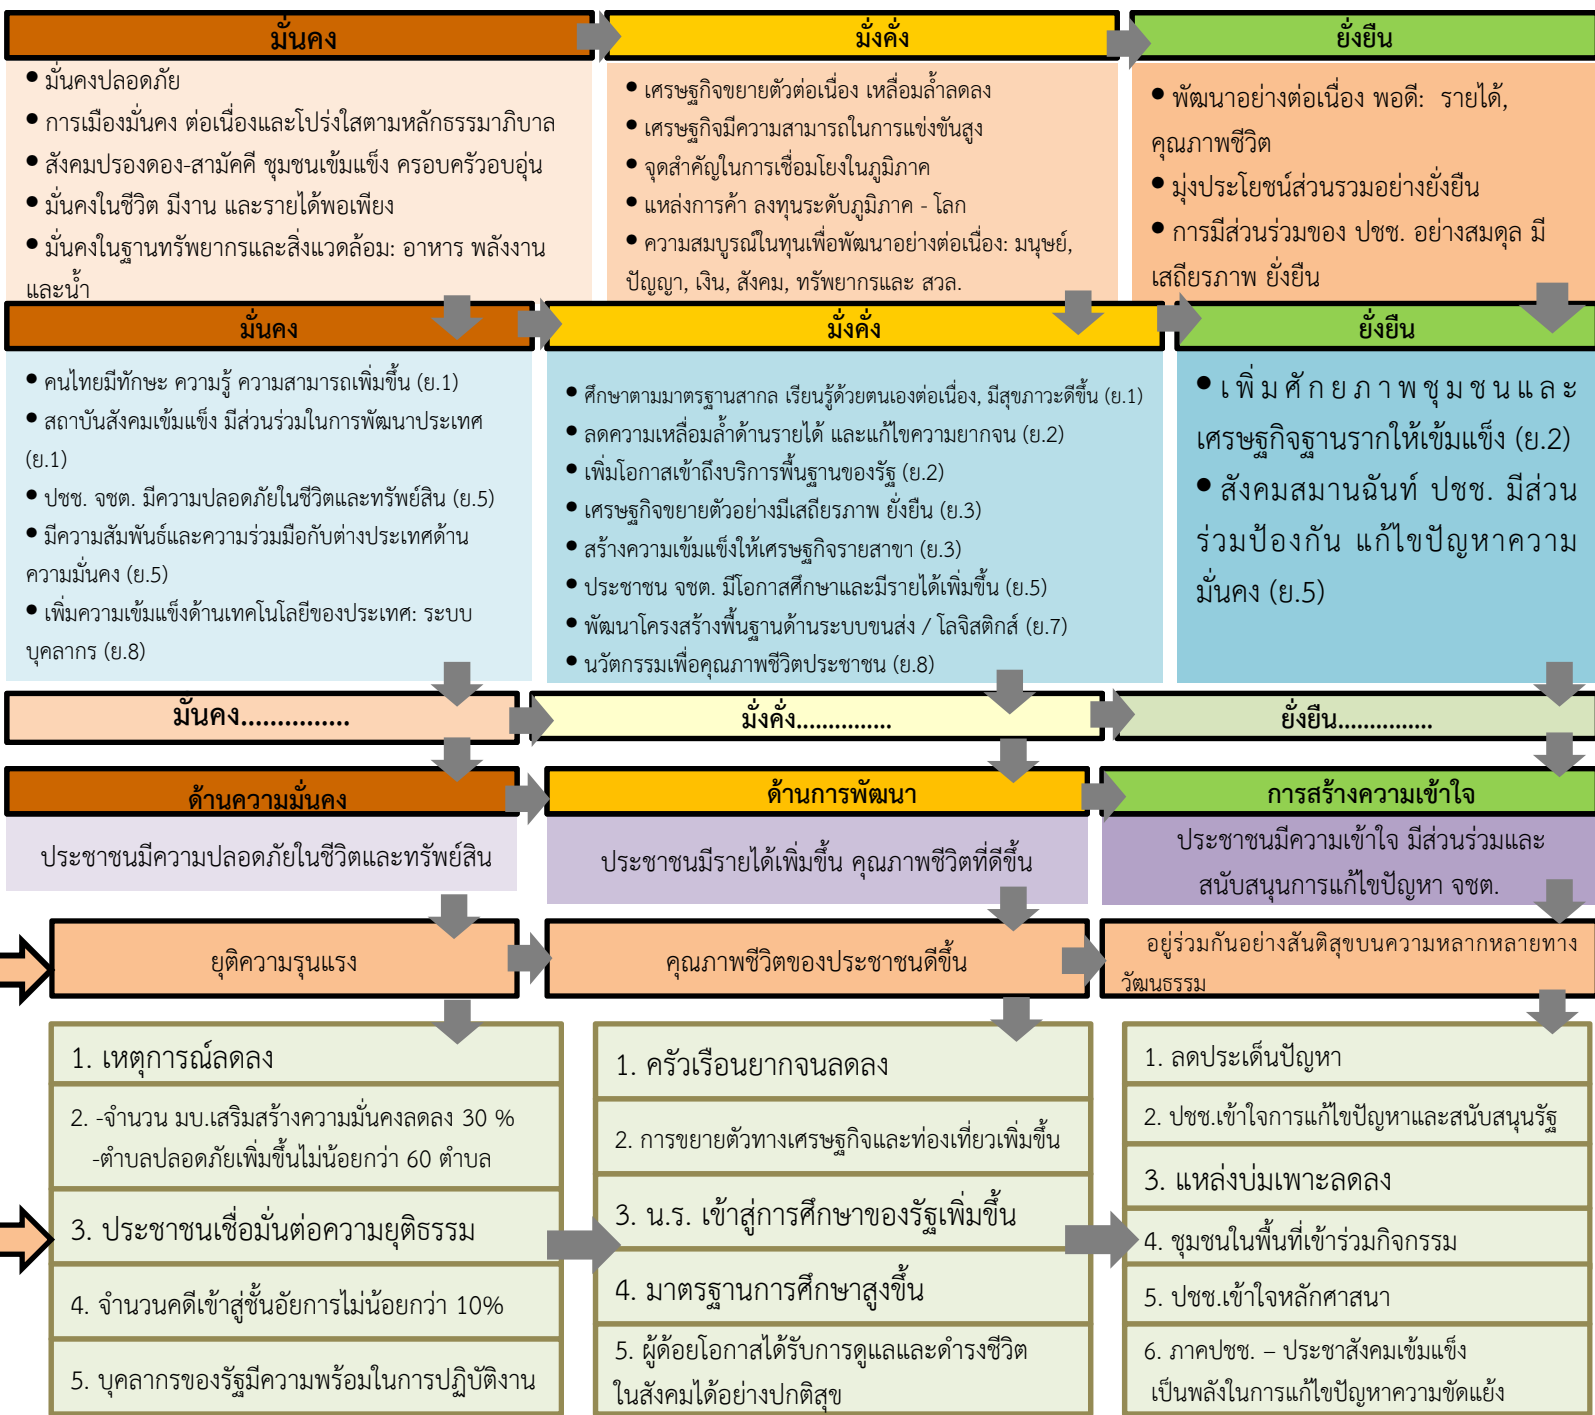 มั่นคง
มั่งคั่ง
ยั่งยืน
• มั่นคงปลอดภัย
• การเมืองมั่นคง ต่อเนื่องและโปร่งใสตามหลักธรรมาภิบาล
• สังคมปรองดอง-สามัคคี ชุมชนเข้มแข็ง ครอบครัวอบอุ่น
• มั่นคงในชีวิต มีงาน และรายได้พอเพียง
• มั่นคงในฐานทรัพยากรและสิ่งแวดล้อม: อาหาร พลังงาน
และน้ำ
• เศรษฐกิจขยายตัวต่อเนื่อง เหลื่อมล้ำลดลง
• เศรษฐกิจมีความสามารถในการแข่งขันสูง
• จุดสำคัญในการเชื่อมโยงในภูมิภาค
• แหล่งการค้า ลงทุนระดับภูมิภาค - โลก
• ความสมบูรณ์ในทุนเพื่อพัฒนาอย่างต่อเนื่อง: มนุษย์,
ปัญญา, เงิน, สังคม, ทรัพยากรและ สวล.
• พัฒนาอย่างต่อเนื่อง พอดี: รายได้,
คุณภาพชีวิต
• มุ่งประโยชน์ส่วนรวมอย่างยั่งยืน
• การมีส่วนร่วมของ ปชช. อย่างสมดุล มี
เสถียรภาพ ยั่งยืน
มั่นคง
มั่งคั่ง
ยั่งยืน
• คนไทยมีทักษะ ความรู้ ความสามารถเพิ่มขึ้น (ย.1)
• สถาบันสังคมเข้มแข็ง มีส่วนร่วมในการพัฒนาประเทศ
(ย.1)
• ปชช. จชต. มีความปลอดภัยในชีวิตและทรัพย์สิน (ย.5)
• มีความสัมพันธ์และความร่วมมือกับต่างประเทศด้าน
ความมั่นคง (ย.5)
• เพิ่มความเข้มแข็งด้านเทคโนโลยีของประเทศ: ระบบ
บุคลากร (ย.8)
• ศึกษาตามมาตรฐานสากล เรียนรู้ด้วยตนเองต่อเนื่อง, มีสุขภาวะดีขึ้น (ย.1)
• ลดความเหลื่อมล้ำด้านรายได้ และแก้ไขความยากจน (ย.2)
• เพิ่มโอกาสเข้าถึงบริการพื้นฐานของรัฐ (ย.2)
• เศรษฐกิจขยายตัวอย่างมีเสถียรภาพ ยั่งยืน (ย.3)
• สร้างความเข้มแข็งให้เศรษฐกิจรายสาขา (ย.3)
• ประชาชน จชต. มีโอกาสศึกษาและมีรายได้เพิ่มขึ้น (ย.5)
• พัฒนาโครงสร้างพื้นฐานด้านระบบขนส่ง / โลจิสติกส์ (ย.7)
• นวัตกรรมเพื่อคุณภาพชีวิตประชาชน (ย.8)
• เพิ่มศักยภาพชุมชนและ
เศรษฐกิจฐานรากให้เข้มแข็ง (ย.2)
• สังคมสมานฉันท์ ปชช. มีส่วน
ร่วมป้องกัน แก้ไขปัญหาความ
มั่นคง (ย.5)
มั่นคง...............
มั่งคั่ง...............
ยั่งยืน...............
ด้านความมั่นคง
ด้านการพัฒนา
การสร้างความเข้าใจ
ประชาชนมีความปลอดภัยในชีวิตและทรัพย์สิน
ประชาชนมีรายได้เพิ่มขึ้น คุณภาพชีวิตที่ดีขึ้น
ประชาชนมีความเข้าใจ มีส่วนร่วมและ
สนับสนุนการแก้ไขปัญหา จชต.
ยุติความรุนแรง
คุณภาพชีวิตของประชาชนดีขึ้น
อยู่ร่วมกันอย่างสันติสุขบนความหลากหลายทาง
วัฒนธรรม
1. เหตุการณ์ลดลง
2. -จำนวน มบ.เสริมสร้างความมั่นคงลดลง 30 %
-ตำบลปลอดภัยเพิ่มขึ้นไม่น้อยกว่า 60 ตำบล
3. ประชาชนเชื่อมั่นต่อความยุติธรรม
4. จำนวนคดีเข้าสู่ชั้นอัยการไม่น้อยกว่า 10%
5. บุคลากรของรัฐมีความพร้อมในการปฏิบัติงาน
1. ครัวเรือนยากจนลดลง
2. การขยายตัวทางเศรษฐกิจและท่องเที่ยวเพิ่มขึ้น
3. น.ร. เข้าสู่การศึกษาของรัฐเพิ่มขึ้น
4. มาตรฐานการศึกษาสูงขึ้น
5. ผู้ด้อยโอกาสได้รับการดูแลและดำรงชีวิต
ในสังคมได้อย่างปกติสุข
1. ลดประเด็นปัญหา
2. ปชช.เข้าใจการแก้ไขปัญหาและสนับสนุนรัฐ
3. แหล่งบ่มเพาะลดลง
4. ชุมชนในพื้นที่เข้าร่วมกิจกรรม
5. ปชช.เข้าใจหลักศาสนา
6. ภาคปชช. – ประชาสังคมเข้มแข็ง
เป็นพลังในการแก้ไขปัญหาความขัดแย้ง